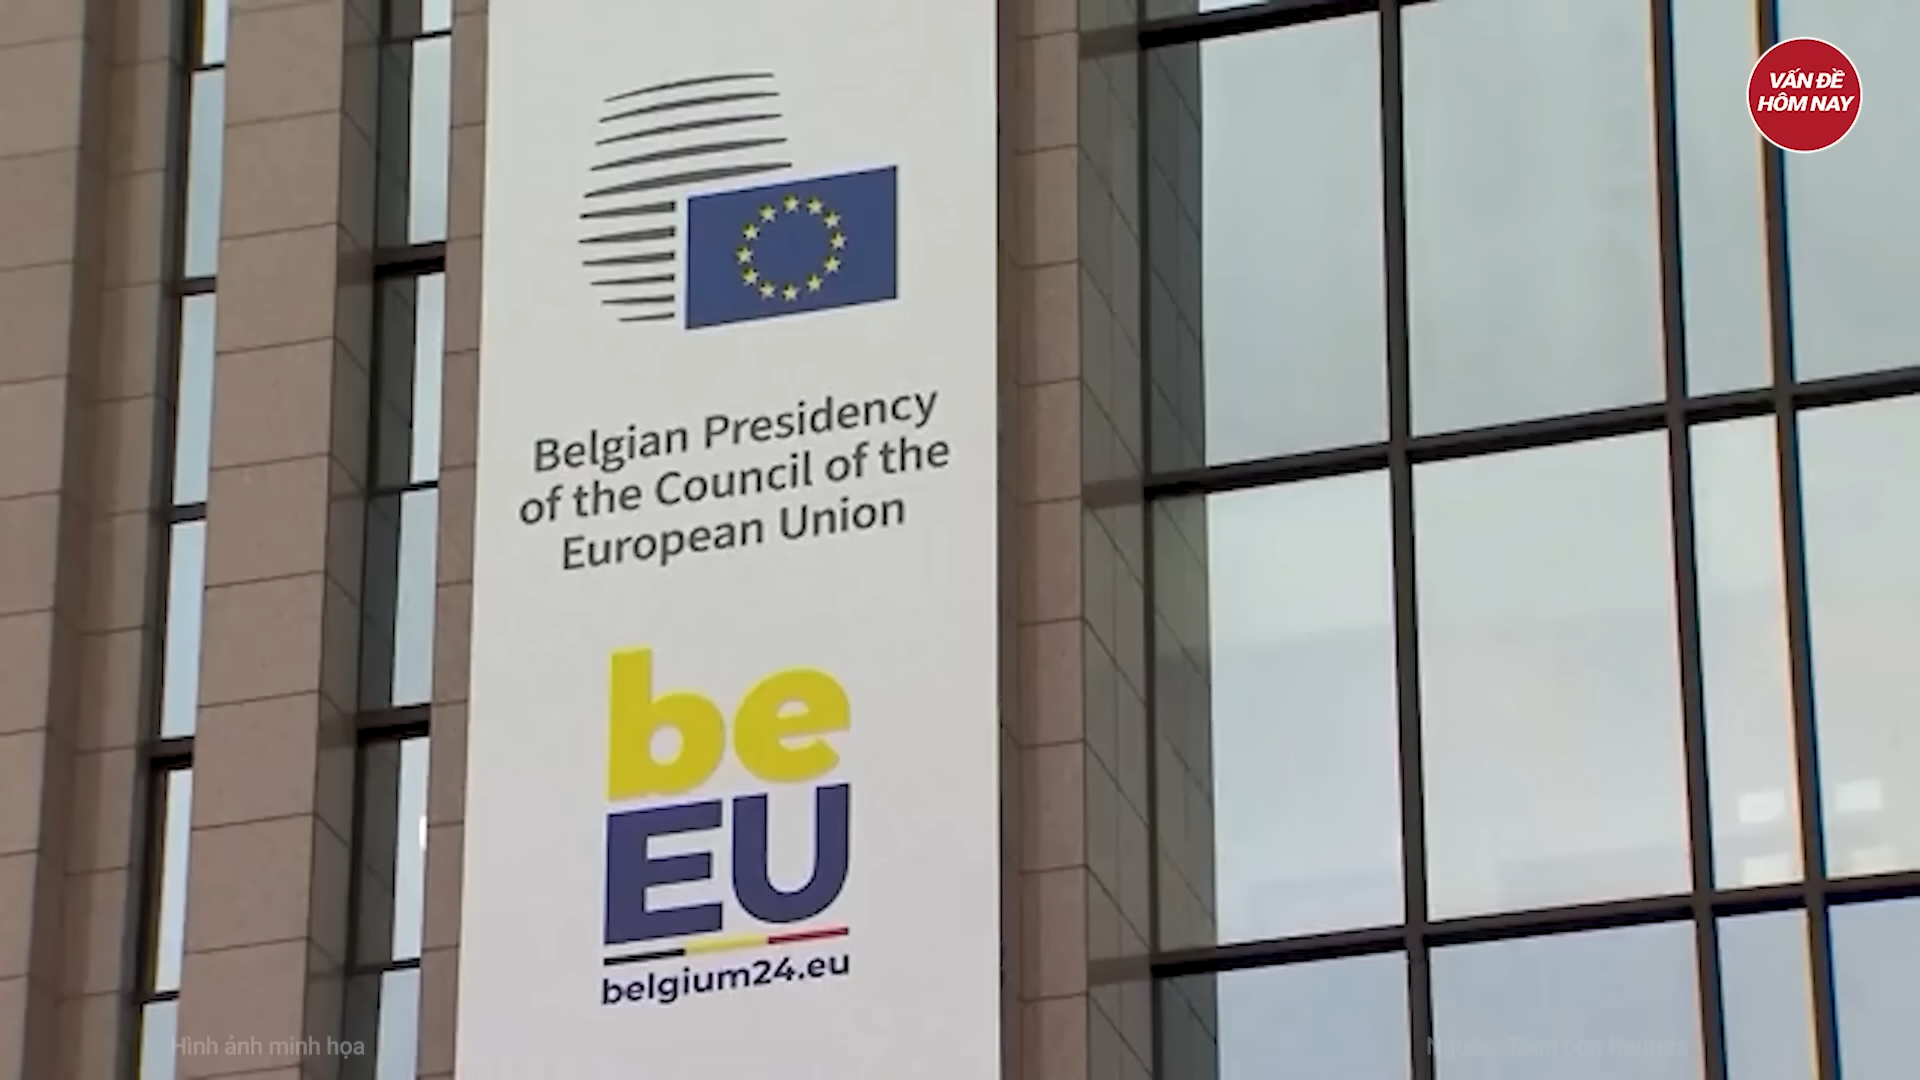 VẤN ĐỀ
HÔM NAY
Belgian Presidency
of the Council of the
European Union
be
EU
belgium24.eu
Hình ảnh minh họa